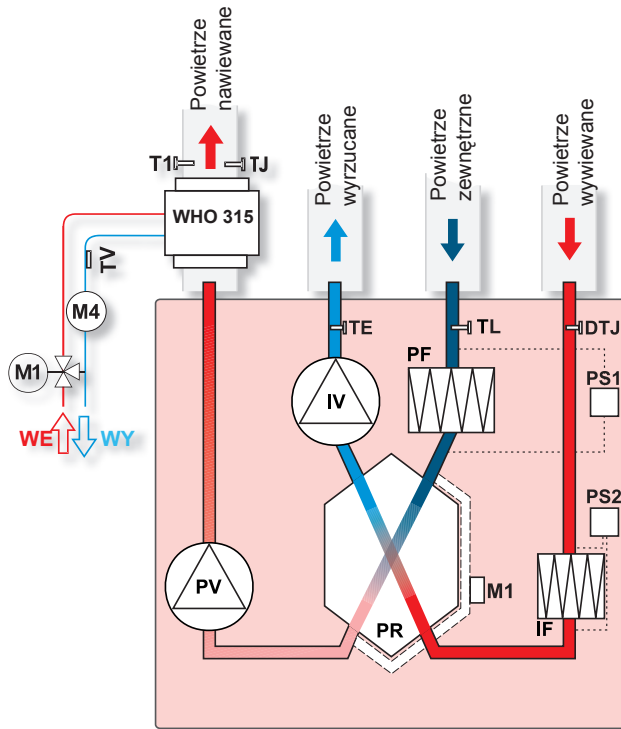 Powietrze
nawiewane
Powietrze
wyrzucane
Powietrze
zewnętrzne
Powietrze
wywiewane
T1
TJ
WHO 315
TV
M4
M1
WE
WY
TE
TL
DTJ
PF
IV
PS1
PS2
PV
PR
M1
IF